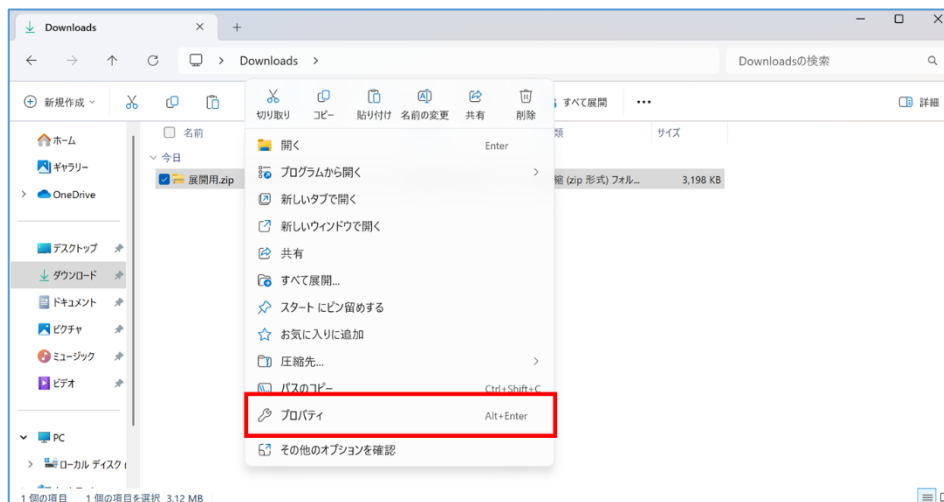 Downloads
Downloads
Downloadsの検索
新規作成
すべて展開
詳細
切り取り
コピー
貼り付け
名前の変更
共有
削除
ホーム
ギャラリー
OneDrive
デスクトップ
ダウンロード
ドキュメント
ピクチャ
ミュージック
ビデオ
PC
ローカル ディスク (
名前
サイズ
今日
展開用.zip
(zip 形式) フォル...
3,198 KB
開く Enter
プログラムから開く
新しいタブで開く
新しいウィンドウで開く
共有
すべて展開...
スタート にピン留めする
お気に入りに追加
圧縮先...
パスのコピー Ctrl+Shift+C
プロパティ Alt+Enter
その他のオプションを確認
1 個の項目 1 個の項目を選択 3.12 MB